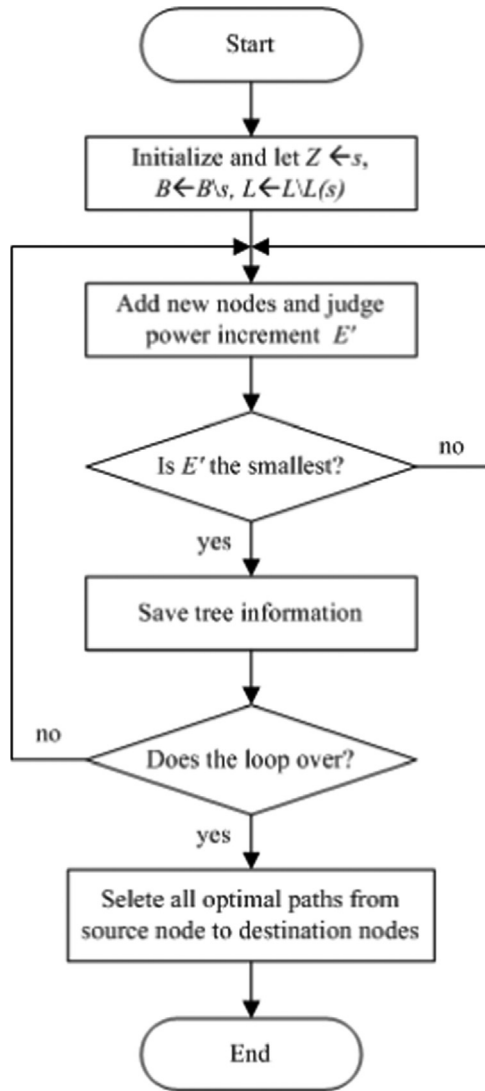 Start
Initialize and let Z ←s,
B←B\s, L←L\L(s)
Add new nodes and judge
power increment E'
Is E' the smallest?
no
yes
Save tree information
no
Does the loop over?
yes
Selete all optimal paths from
source node to destination nodes
End